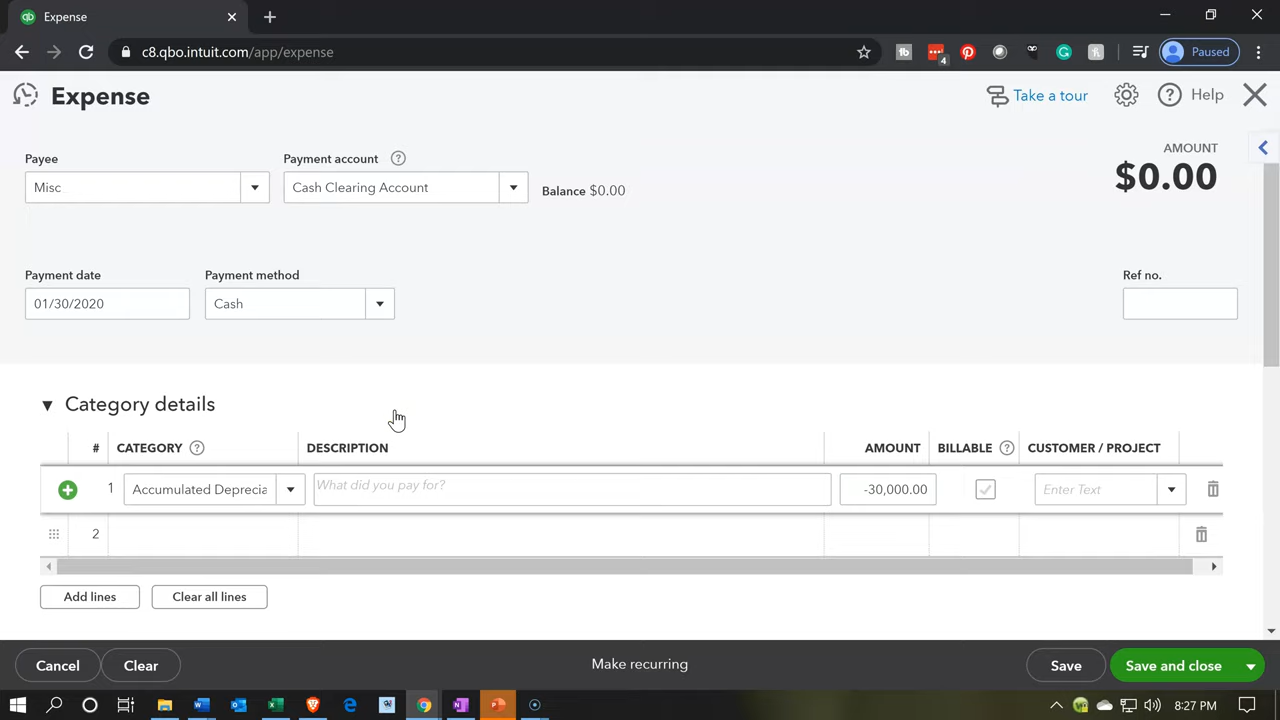 Expense
c8.qbo.intuit.com/app/expense
4
Paused
Expense
Take a tour
Help
Payee
Payment account
AMOUNT
$0.00
Misc
Cash Clearing Account
Balance $0.00
Payment date
Payment method
Ref no.
01/30/2020
Cash
Category details
# CATEGORY DESCRIPTION AMOUNT BILLABLE CUSTOMER / PROJECT
1 Accumulated Deprecia What did you pay for? -30,000.00 Enter Text
2
Add lines Clear all lines
Cancel Clear Make recurring Save Save and close
8:27 PM